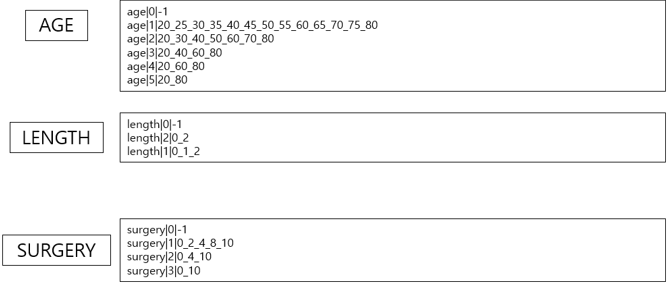 AGE
age|0|-1
age|1|20_25_30_35_40_45_50_55_60_65_70_75_80
age|2|20_30_40_50_60_70_80
age|3|20_40_60_80
age|4|20_60_80
age|5|20_80
LENGTH
length|0|-1
length|2|0_2
length|1|0_1_2
SURGERY
surgery|0|-1
surgery|1|0_2_4_8_10
surgery|2|0_4_10
surgery|3|0_10